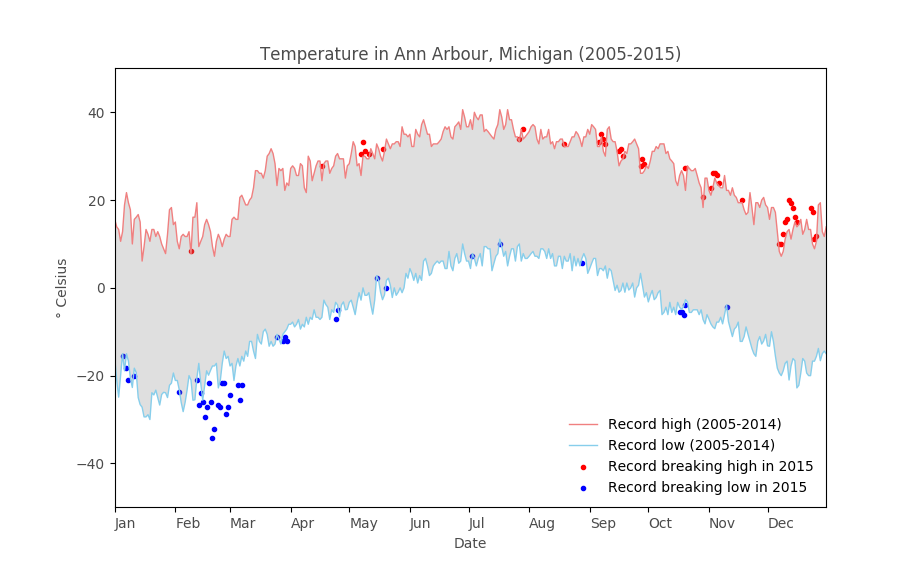 Temperature in Ann Arbour, Michigan (2005-2015)
40
20
0
−20
−40
° Celsius
Jan Feb Mar Apr May Jun Jul Aug Sep Oct Nov Dec
Date
Record high (2005-2014)
Record low (2005-2014)
Record breaking high in 2015
Record breaking low in 2015